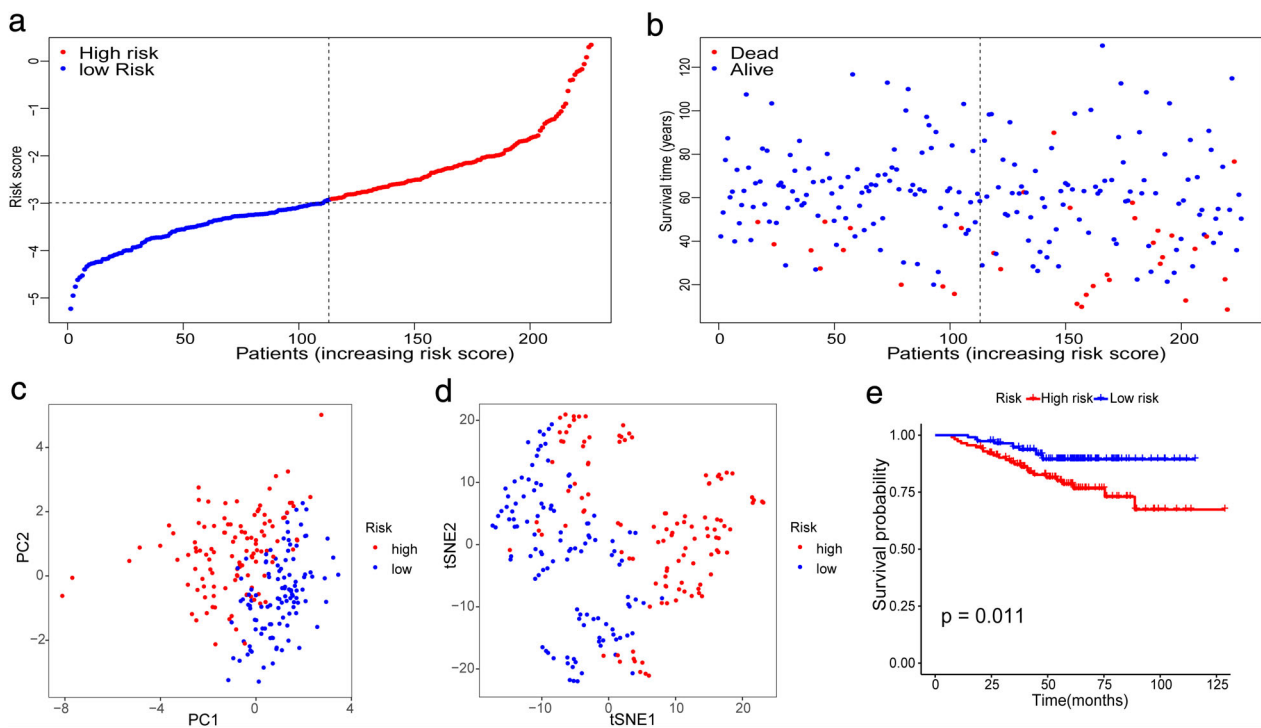 a
High risk
low Risk
Risk score
0
-1
-2
-3
-4
-5
0 50 100 150 200
Patients (increasing risk score)
b
Dead
Alive
Survival time (years)
120
100
80
60
40
20
0 50 100 150 200
Patients (increasing risk score)
c
PC2
4
2
0
−2
−8 −4 0 4
PC1
Risk
high
low
d
tSNE2
20
10
0
−10
−20
−10 0 10 20
tSNE1
Risk
high
low
e
Risk High risk Low risk
Survival probability
1.00
0.75
0.50
0.25
0.00
p = 0.011
0 25 50 75 100 125
Time(months)